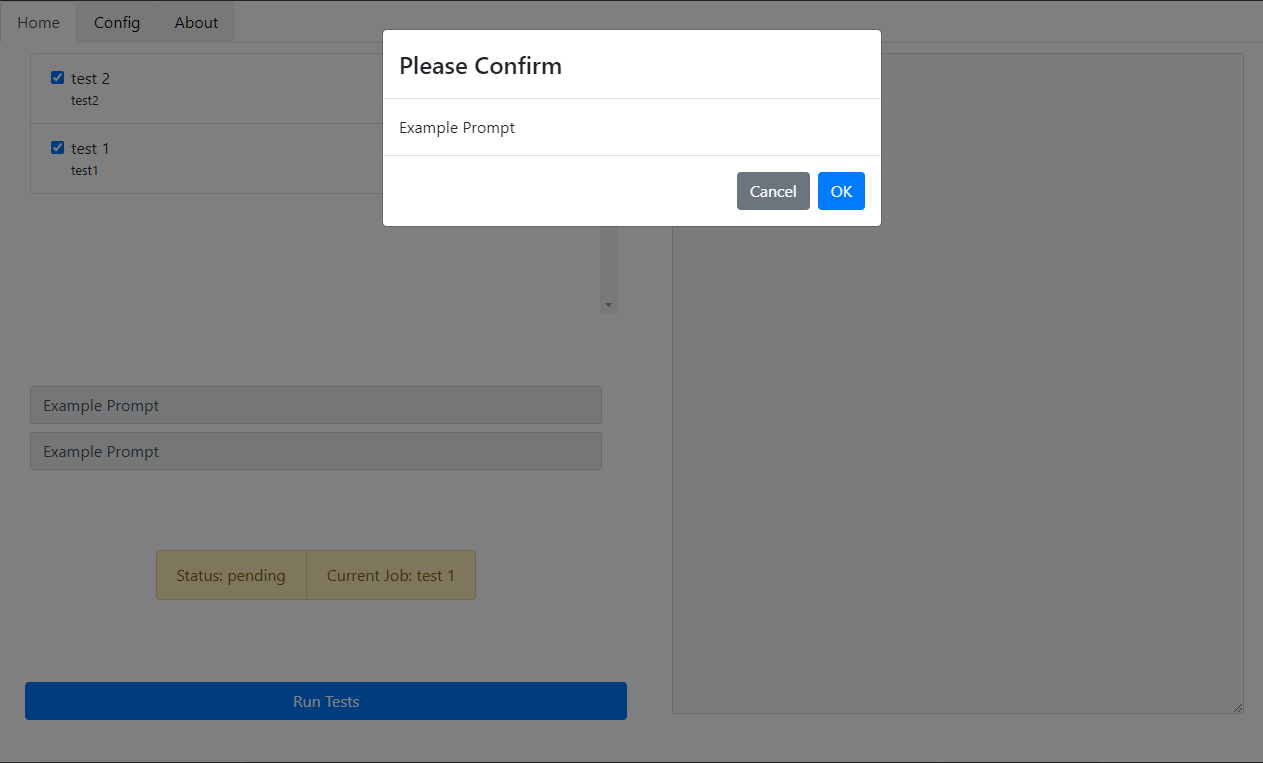 Home Config About
Please Confirm
Example Prompt
Cancel OK
test 2
test2
test 1
test1
Example Prompt
Example Prompt
Status: pending Current Job: test 1
Run Tests